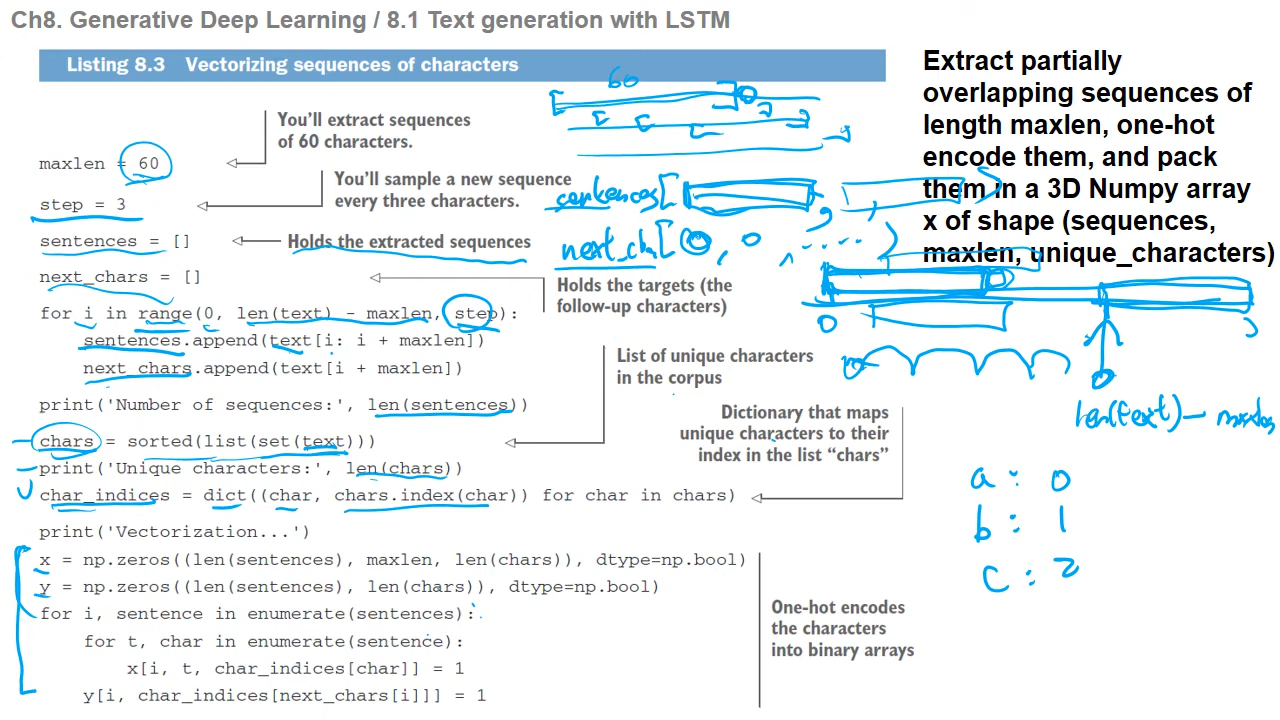 Ch8. Generative Deep Learning / 8.1 Text generation with LSTM
Listing 8.3 Vectorizing sequences of characters
You'll extract sequences
of 60 characters.
maxlen = 60
You'll sample a new sequence
every three characters.
step = 3
sentences = []
Holds the extracted sequences
next_chars = []
Holds the targets (the
follow-up characters)
for i in range(0, len(text) - maxlen, step):
sentences.append(text[i: i + maxlen])
next_chars.append(text[i + maxlen])
List of unique characters
in the corpus
print('Number of sequences:', len(sentences))
Dictionary that maps
unique characters to their
index in the list “chars”
chars = sorted(list(set(text)))
print('Unique characters:', len(chars))
char_indices = dict((char, chars.index(char)) for char in chars)
print('Vectorization...')
x = np.zeros((len(sentences), maxlen, len(chars)), dtype=np.bool)
y = np.zeros((len(sentences), len(chars)), dtype=np.bool)
for i, sentence in enumerate(sentences):
for t, char in enumerate(sentence):
x[i, t, char_indices[char]] = 1
y[i, char_indices[next_chars[i]]] = 1
One-hot encodes
the characters
into binary arrays
Extract partially
overlapping sequences of
length maxlen, one-hot
encode them, and pack
them in a 3D Numpy array
x of shape (sequences,
maxlen, unique_characters)
60
sentences [
next_ch [
0
len(text) - maxlen
a : 0
b : 1
c : 2